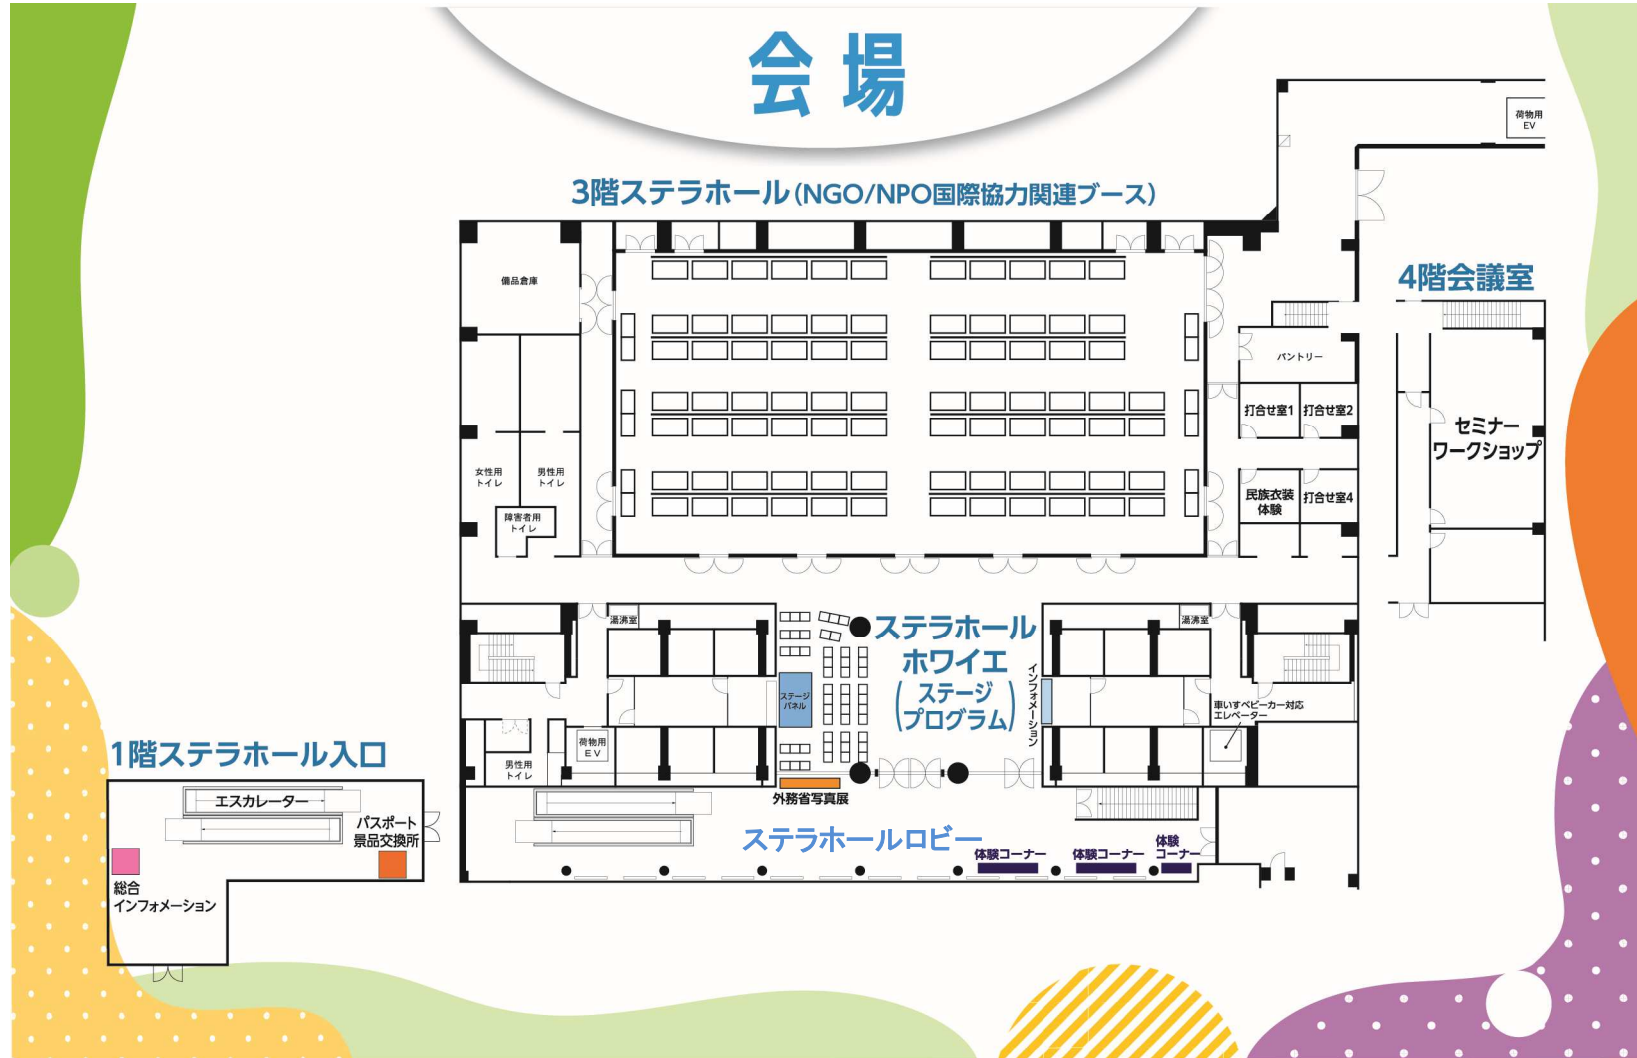 会場
3階ステラホール(NGO/NPO国際協力関連ブース)
荷物用
EV
4階会議室
備品倉庫
パントリー
打合せ室1
打合せ室2
セミナー
ワークショップ
女性用
トイレ
男性用
トイレ
障害者用
トイレ
民族衣装
体験
打合せ室4
湯沸室
ステラホール
ホワイエ
(ステージ
プログラム)
湯沸室
インフォメーション
ステージ
パネル
車いすベビーカー対応
エレベーター
荷物用
EV
男性用
トイレ
外務省写真展
1階ステラホール入口
エスカレーター
パスポート
景品交換所
総合
インフォメーション
ステラホールロビー
体験コーナー
体験コーナー
体験
コーナー